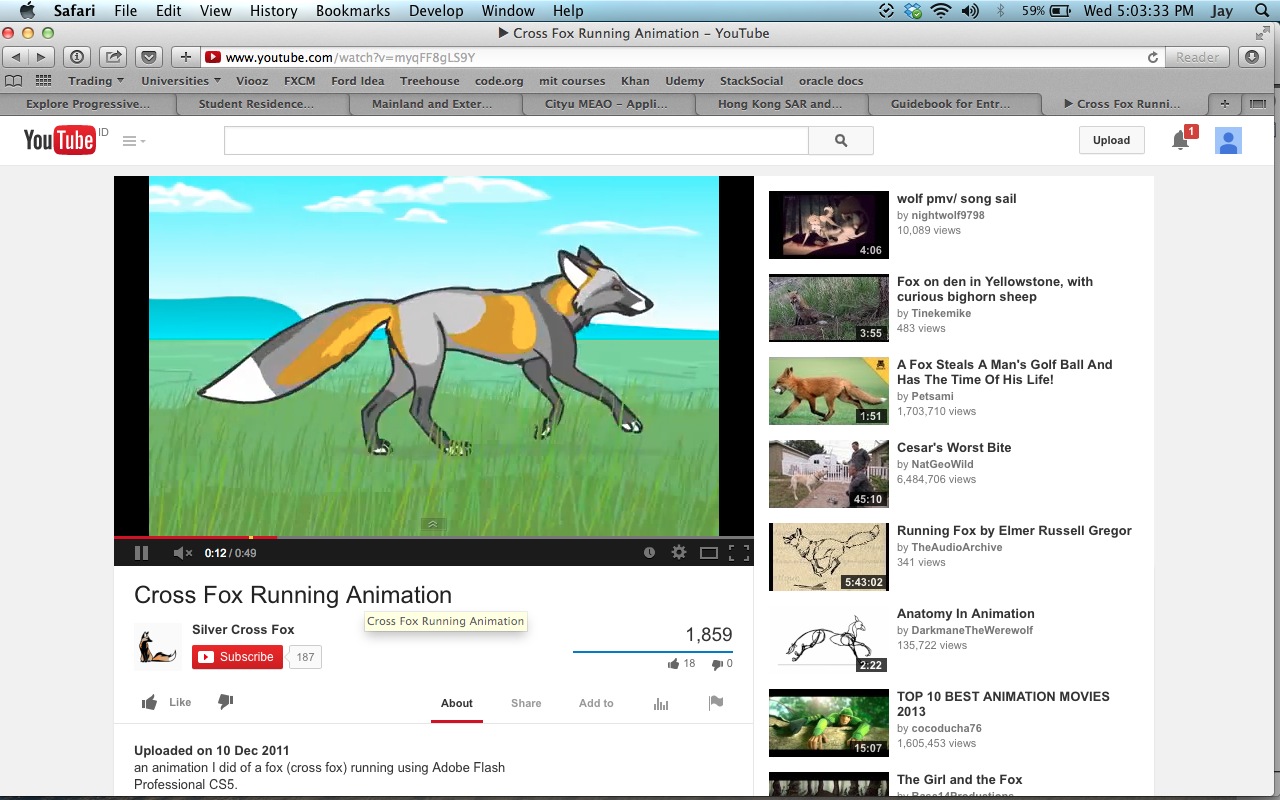 Safari File Edit View History Bookmarks Develop Window Help 59% Wed 5:03:33 PM Jay
▶ Cross Fox Running Animation – YouTube
www.youtube.com/watch?v=myqFF8gLS9Y Reader
Trading Universities Viooz FXCM Ford Idea Treehouse code.org mit courses Khan Udemy StackSocial oracle docs
Explore Progressive... Student Residence... Mainland and Exter... Cityu MEAO – Appli... Hong Kong SAR and... Guidebook for Entr... ▶ Cross Fox Runni...
YouTube ID Upload 1
0:12 / 0:49
Cross Fox Running Animation
Cross Fox Running Animation
Silver Cross Fox
Subscribe 187
1,859
18 0
Like
About Share Add to
Uploaded on 10 Dec 2011
an animation I did of a fox (cross fox) running using Adobe Flash
Professional CS5.
wolf pmv/ song sail
by nightwolf9798
10,089 views
4:06
Fox on den in Yellowstone, with
curious bighorn sheep
by Tinekemike
483 views
3:55
A Fox Steals A Man's Golf Ball And
Has The Time Of His Life!
by Petsami
1,703,710 views
1:51
Cesar's Worst Bite
by NatGeoWild
6,484,706 views
45:10
Running Fox by Elmer Russell Gregor
by TheAudioArchive
341 views
5:43:02
Anatomy In Animation
by DarkmaneTheWerewolf
135,722 views
2:22
TOP 10 BEST ANIMATION MOVIES
2013
by cocoducha76
1,605,453 views
15:07
The Girl and the Fox
by Base14Productions